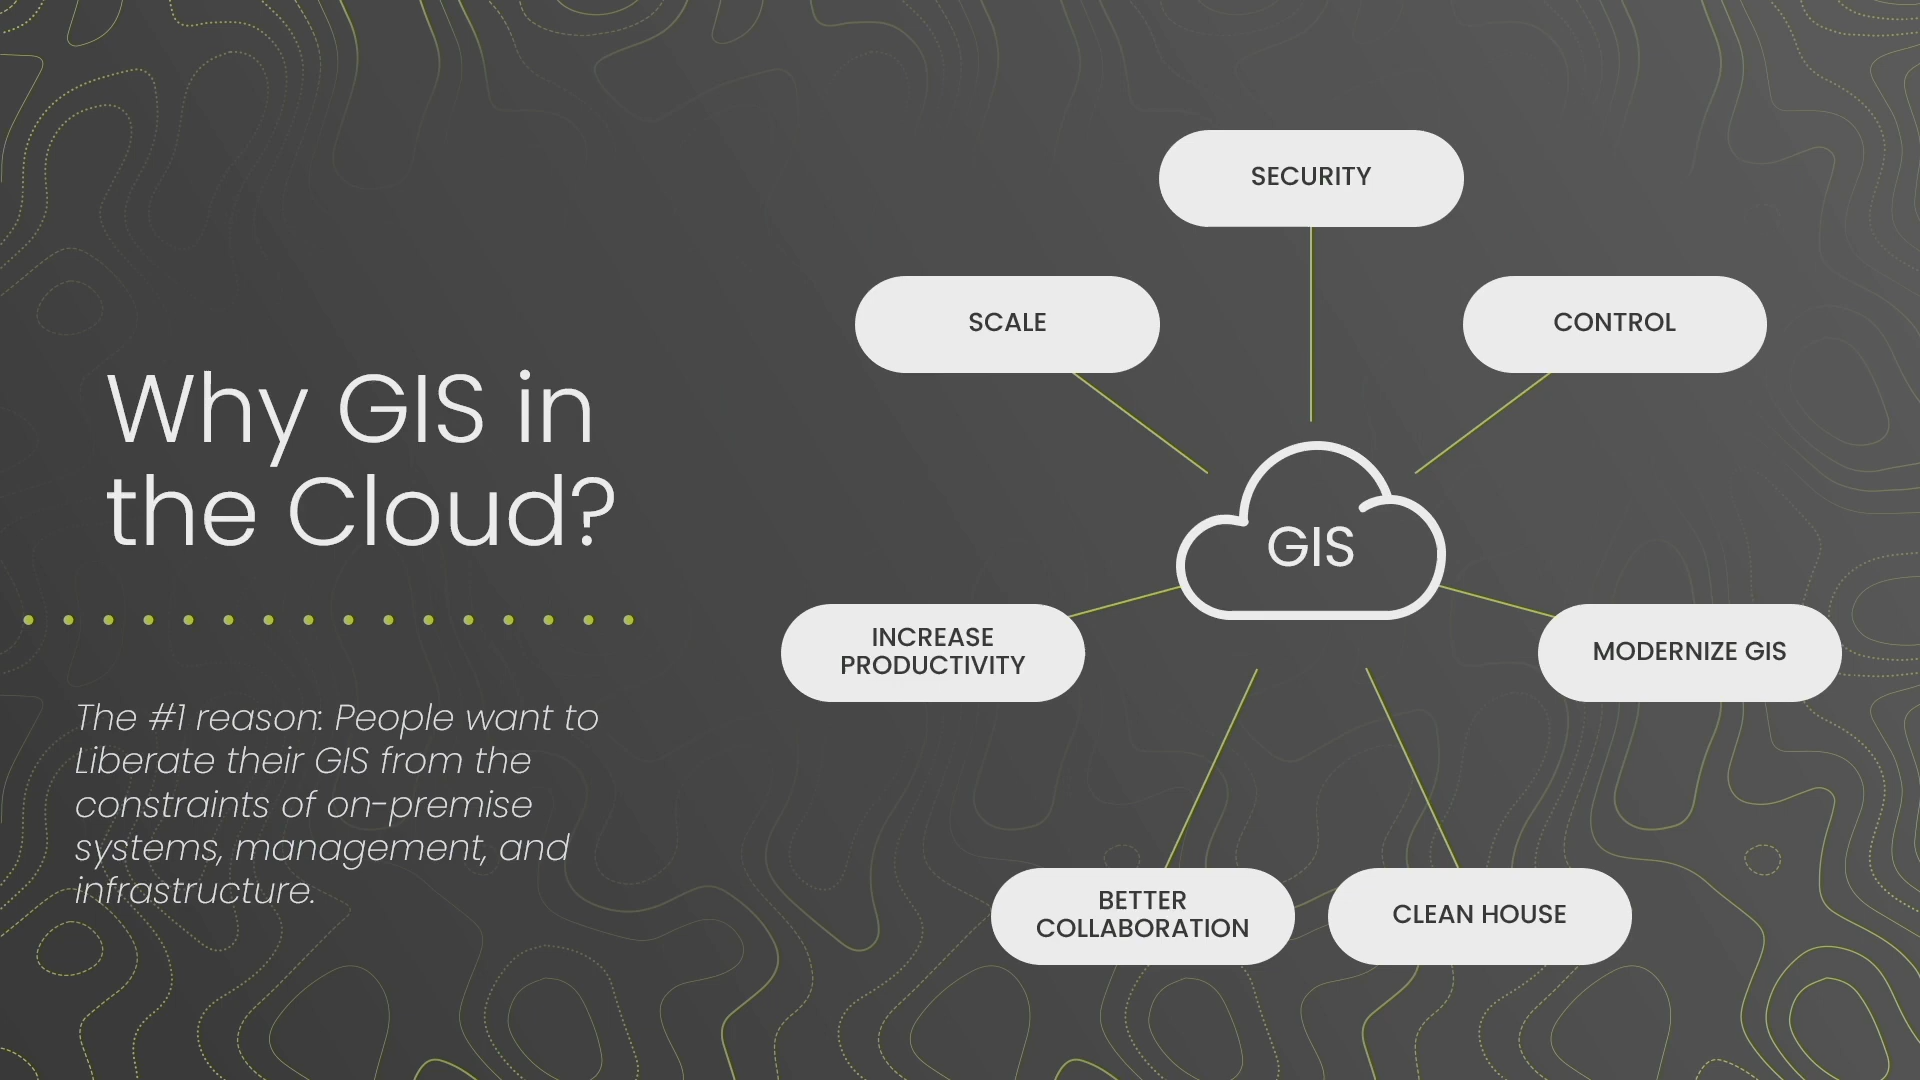 Why GIS in
the Cloud?
The #1 reason: People want to
Liberate their GIS from the
constraints of on-premise
systems, management, and
infrastructure.
SECURITY
SCALE
CONTROL
GIS
INCREASE
PRODUCTIVITY
MODERNIZE GIS
BETTER
COLLABORATION
CLEAN HOUSE